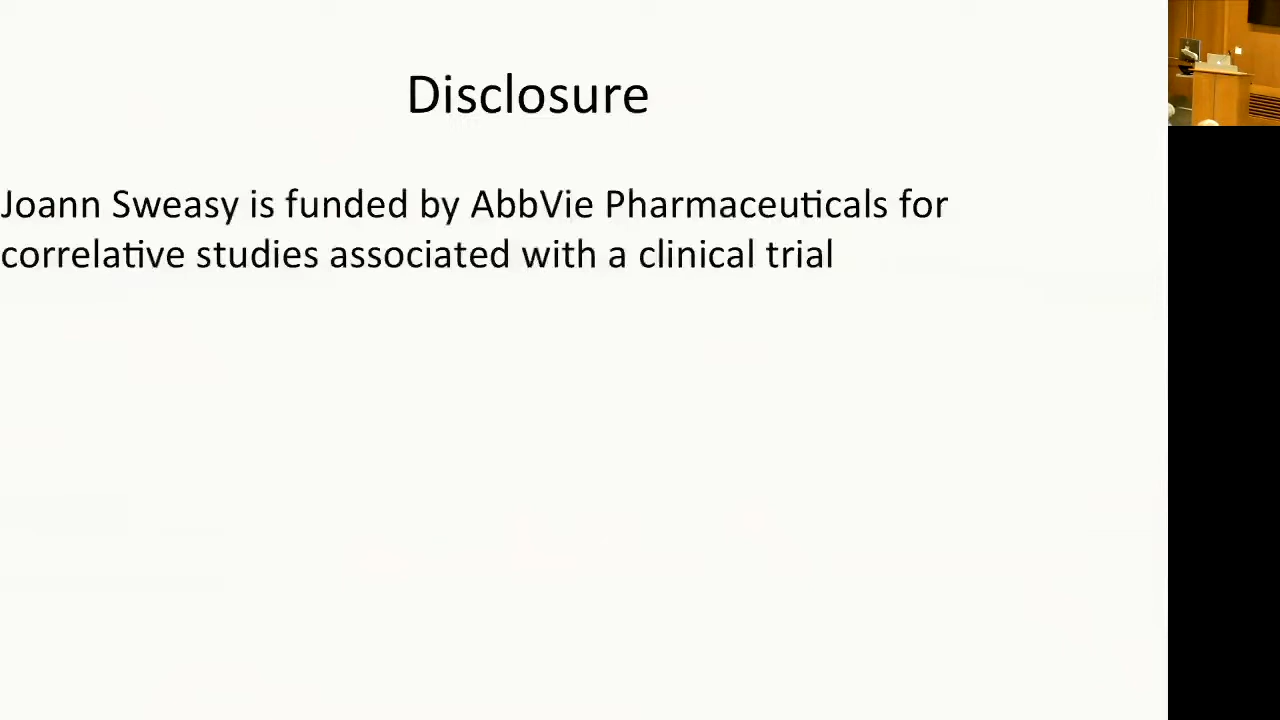 Disclosure
Joann Sweasy is funded by AbbVie Pharmaceuticals for
correlative studies associated with a clinical trial